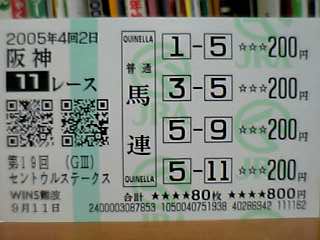 2005年4回2日
阪神
11レース
第19回 (GⅢ)
セントウルステークス
WINS難波
9月11日
QUINELLA
普通
馬連
QUINELLA
1-5 ☆☆☆200円
3-5 ☆☆☆200円
5-9 ☆☆☆200円
5-11 ☆☆☆200円
合計 ★★★★80枚 ★★★★800円
2400003087853 1050040751938 40286942 111162
JRA